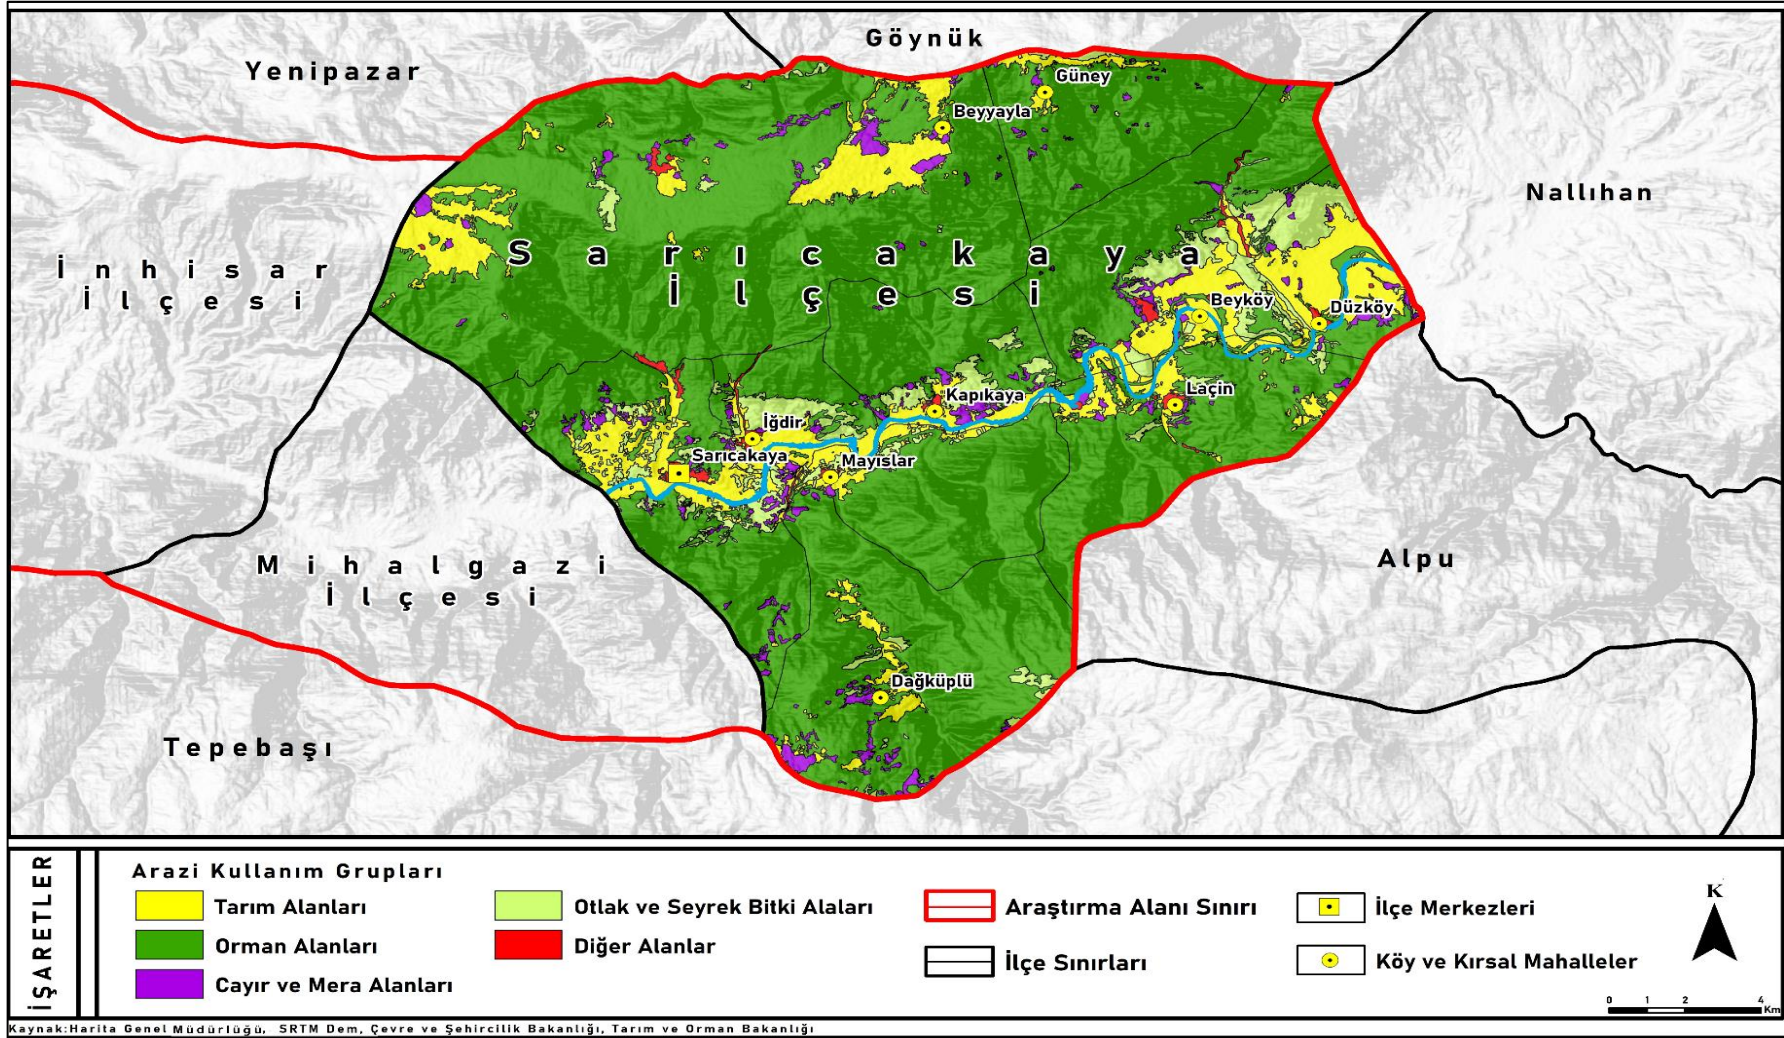 Göynük
Yenipazar
Güney
Beyyayla
Nallıhan
İnhisar
İlçesi
Sarıcakaya
İlçesi
Beyköy
Düzköy
Laçin
Kapıkaya
İğdir
Sarıcakaya
Mayıslar
Mihalgazi
İlçesi
Alpu
Dağküplü
Tepebaşı
İŞARETLER
Arazi Kullanım Grupları
Tarım Alanları
Orman Alanları
Cayır ve Mera Alanları
Otlak ve Seyrek Bitki Alaları
Diğer Alanlar
Araştırma Alanı Sınırı
İlçe Sınırları
İlçe Merkezleri
Köy ve Kırsal Mahalleler
K
0 1 2 4
Km
Kaynak:Harita Genel Müdürlüğü, SRTM Dem, Çevre ve Şehircilik Bakanlığı, Tarım ve Orman Bakanlığı